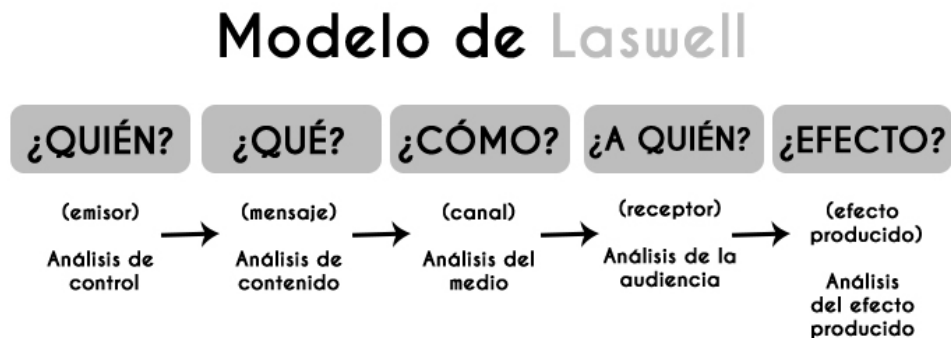 Modelo de Laswell
¿QUIÉN?
¿QUÉ?
¿CÓMO?
¿A QUIÉN?
¿EFECTO?
(emisor)
Análisis de
control
(mensaje)
Análisis de
contenido
(canal)
Análisis del
medio
(receptor)
Análisis de la
audiencia
(efecto
producido)
Análisis
del efecto
producido